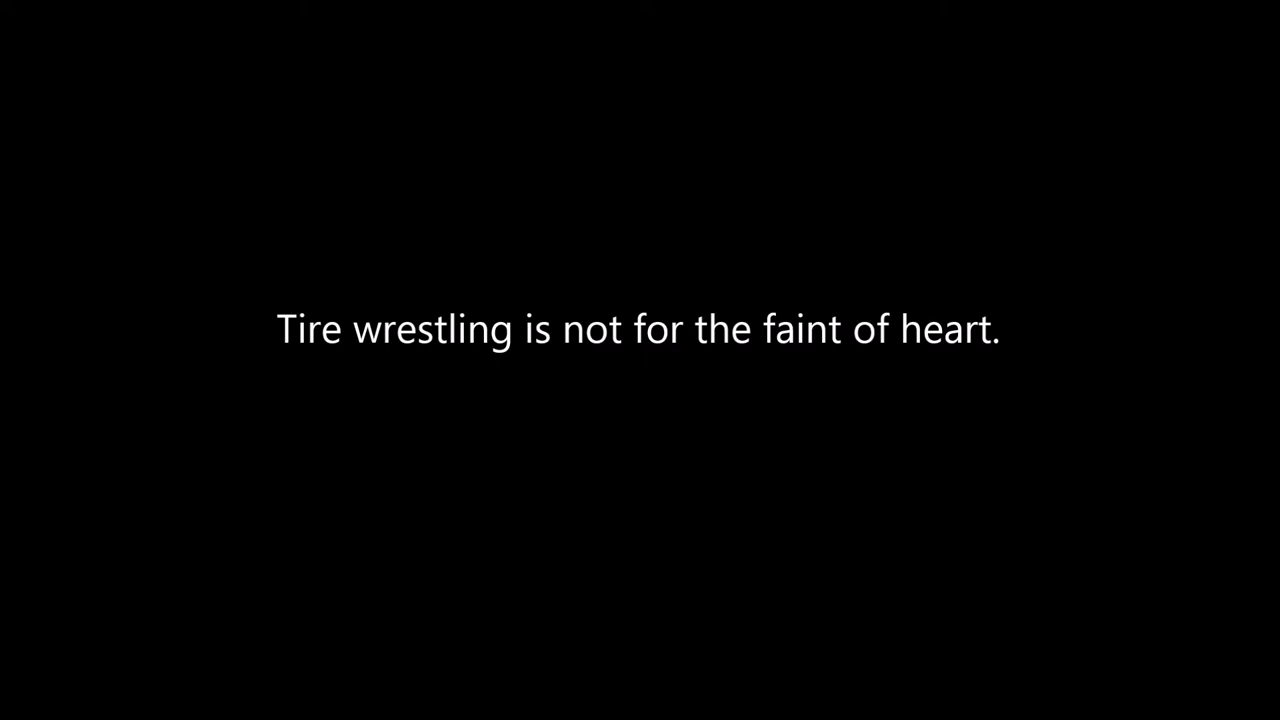 Tire wrestling is not for the faint of heart.